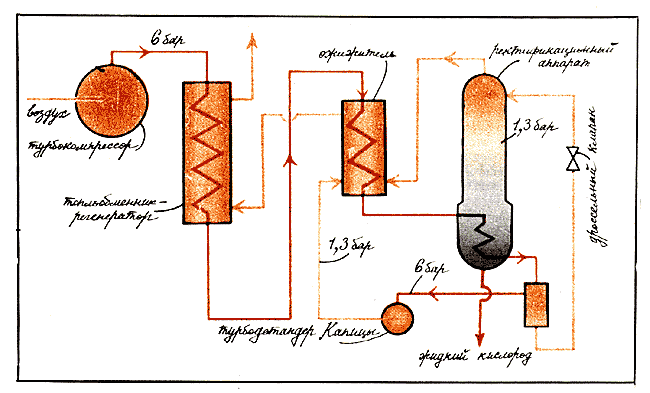 6 бар
воздух
турбокомпрессор
теплообменник-
регенератор
ожижитель
ректификационный
аппарат
1,3 бар
дроссельный клапан
1,3 бар
6 бар
турбодетандер Капицы
жидкий кислород